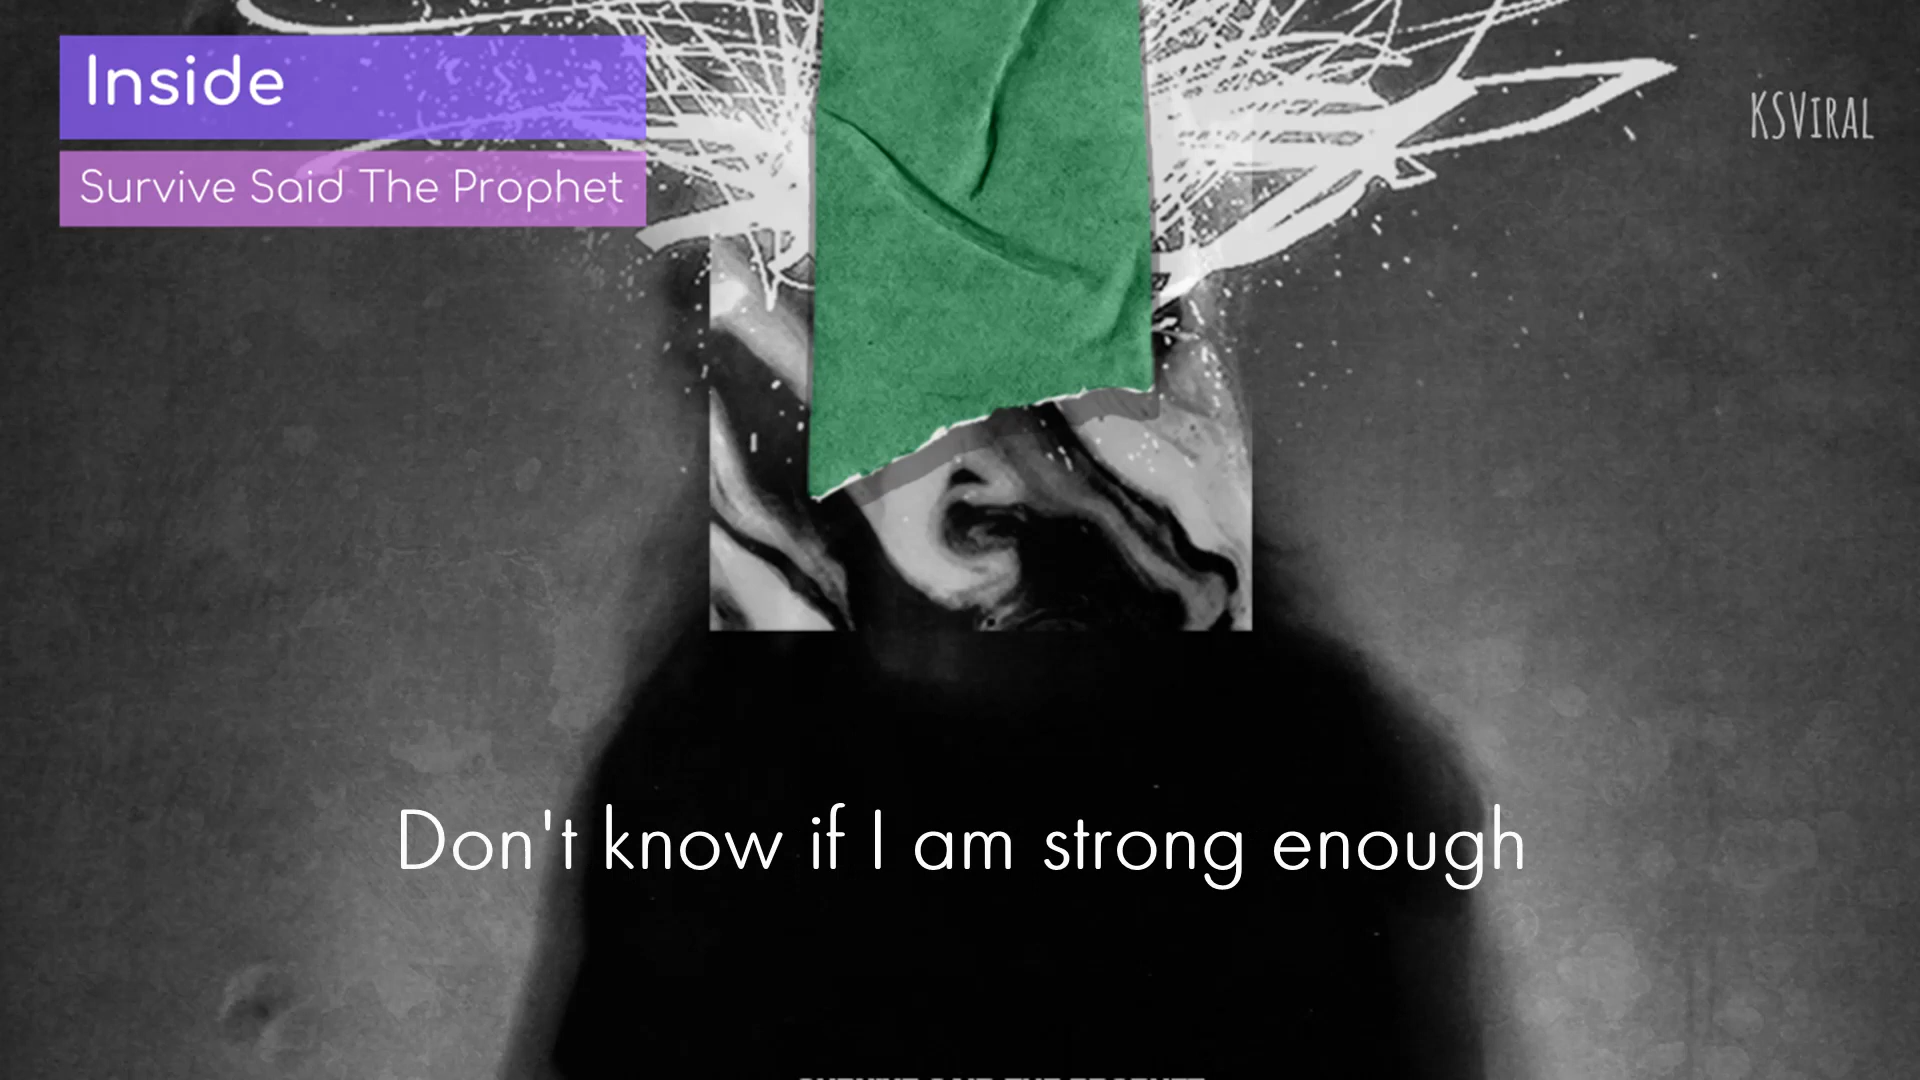 Inside
Survive Said The Prophet
KSViral
Don't know if I am strong enough